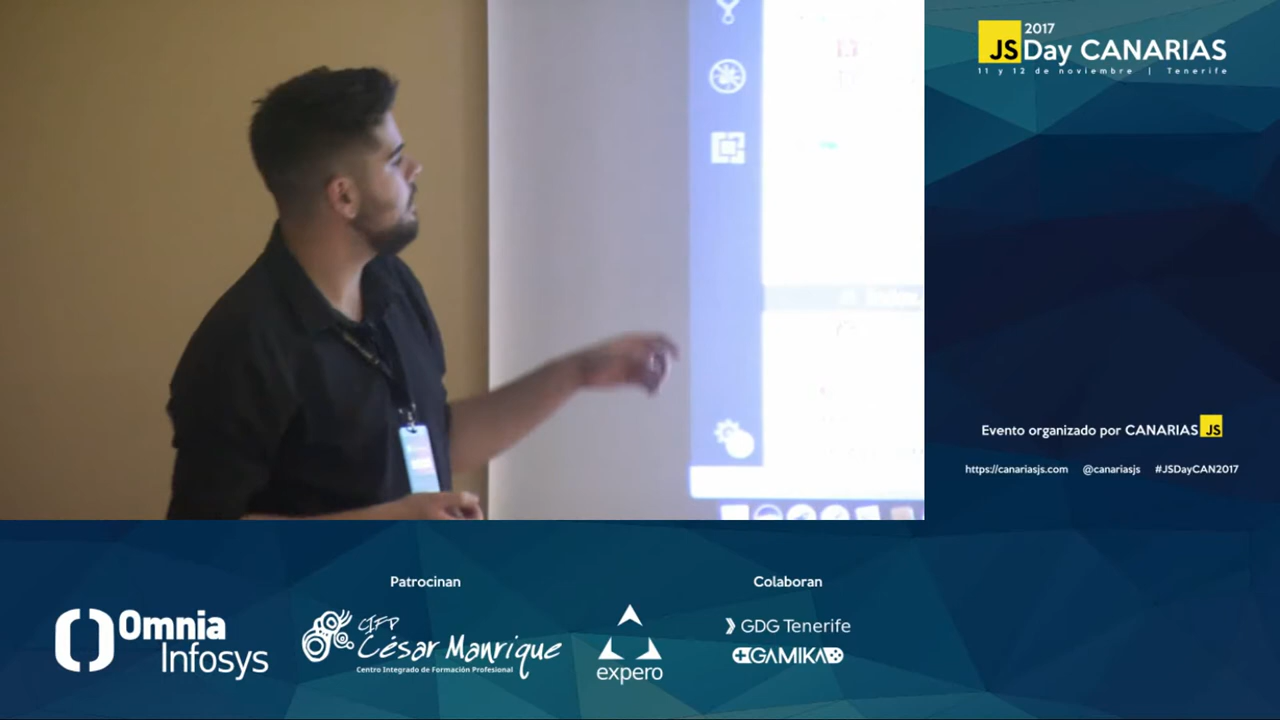 2017
JS Day CANARIAS
11 y 12 de noviembre | Tenerife
Evento organizado por CANARIAS JS
https://canariasjs.com @canariasjs #JSDayCAN2017
Patrocinan
Colaboran
Omnia
Infosys
CIFP
César Manrique
Centro Integrado de Formación Profesional
expero
GDG Tenerife
GAMIKA